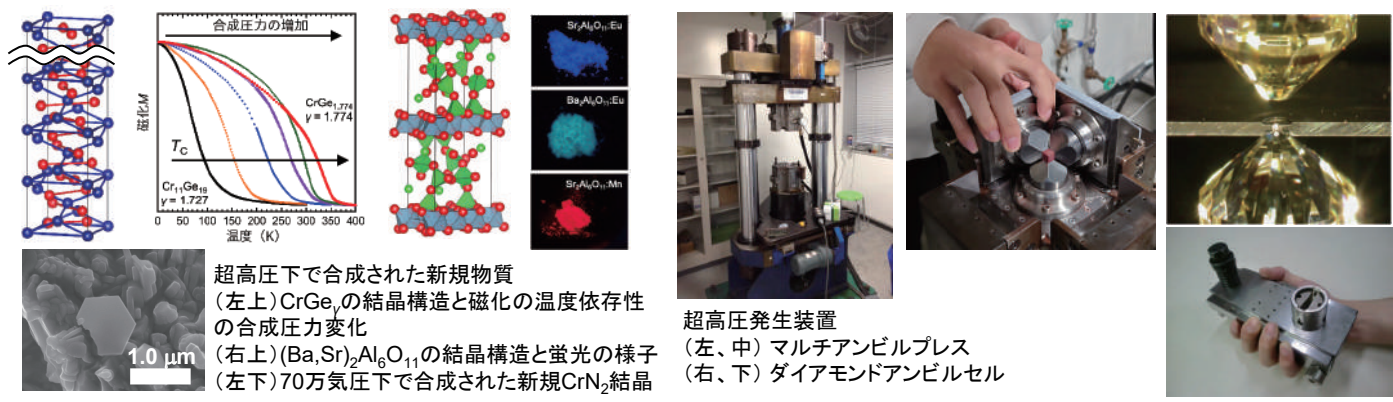 合成圧力の増加
CrGe1.774
γ = 1.774
磁化M
TC
Cr11Ge19
γ = 1.727
0 50 100 150 200 250 300 350 400
温度（K）
Sr2Al6O11:Eu
Ba2Al6O11:Eu
Sr2Al6O11:Mn
1.0 μm
超高圧下で合成された新規物質
（左上）CrGeγの結晶構造と磁化の温度依存性
の合成圧力変化
（右上）(Ba,Sr)2Al6O11の結晶構造と蛍光の様子
（左下）70万気圧下で合成された新規CrN2結晶
超高圧発生装置
（左、中） マルチアンビルプレス
（右、下） ダイアモンドアンビルセル